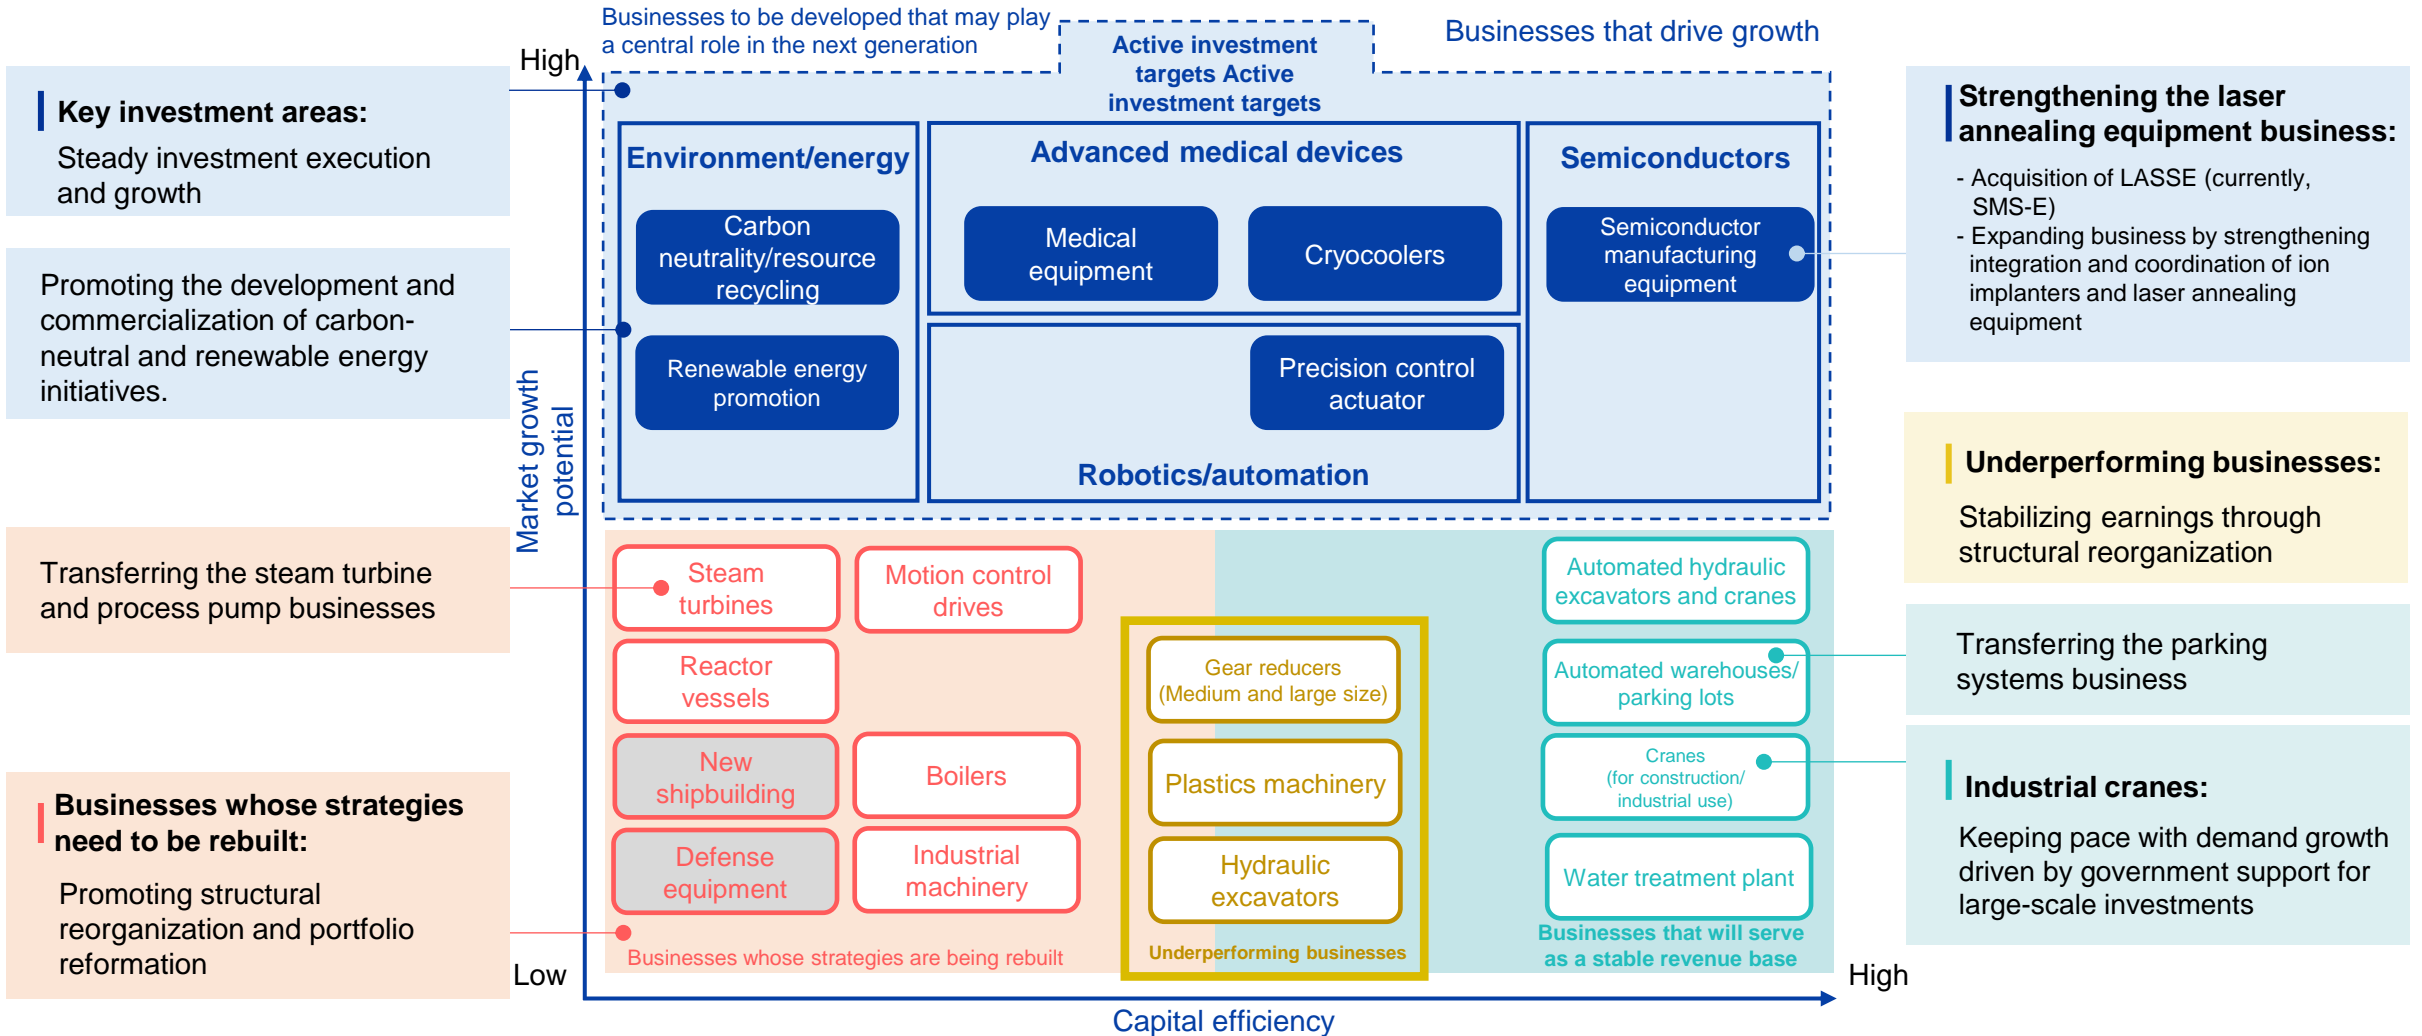 Businesses to be developed that may play
a central role in the next generation
Active investment
targets Active
investment targets
Businesses that drive growth
High
Key investment areas:
Steady investment execution
and growth
Promoting the development and
commercialization of carbon-
neutral and renewable energy
initiatives.
Transferring the steam turbine
and process pump businesses
Businesses whose strategies
need to be rebuilt:
Promoting structural
reorganization and portfolio
reformation
Market growth
potential
Environment/energy
Carbon
neutrality/resource
recycling
Renewable energy
promotion
Advanced medical devices
Medical
equipment
Cryocoolers
Precision control
actuator
Robotics/automation
Semiconductors
Semiconductor
manufacturing
equipment
Steam
turbines
Motion control
drives
Reactor
vessels
New
shipbuilding
Boilers
Defense
equipment
Industrial
machinery
Businesses whose strategies are being rebuilt
Gear reducers
(Medium and large size)
Plastics machinery
Hydraulic
excavators
Underperforming businesses
Automated hydraulic
excavators and cranes
Automated warehouses/
parking lots
Cranes
(for construction/
industrial use)
Water treatment plant
Businesses that will serve
as a stable revenue base
Low
High
Capital efficiency
Strengthening the laser
annealing equipment business:
- Acquisition of LASSE (currently,
SMS-E)
- Expanding business by strengthening
integration and coordination of ion
implanters and laser annealing
equipment
Underperforming businesses:
Stabilizing earnings through
structural reorganization
Transferring the parking
systems business
Industrial cranes:
Keeping pace with demand growth
driven by government support for
large-scale investments